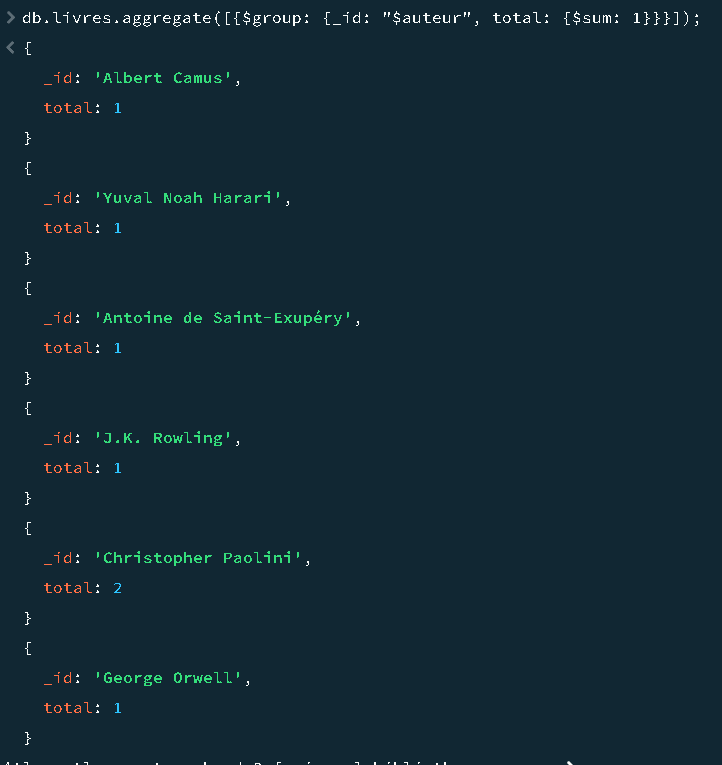 > db.livres.aggregate([{$group: {_id: "$auteur", total: {$sum: 1}}}]);
< {
_id: 'Albert Camus',
total: 1
}
{
_id: 'Yuval Noah Harari',
total: 1
}
{
_id: 'Antoine de Saint-Exupéry',
total: 1
}
{
_id: 'J.K. Rowling',
total: 1
}
{
_id: 'Christopher Paolini',
total: 2
}
{
_id: 'George Orwell',
total: 1
}